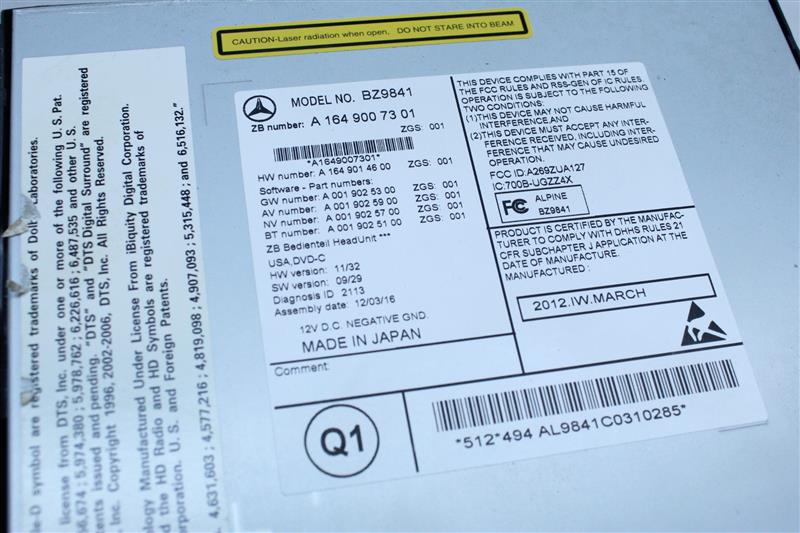 CAUTION-Laser radiation when open, DO NOT STARE INTO BEAM
MODEL NO. BZ9841
ZB number: A 164 900 73 01
ZGS: 001
*A1649007301*
HW number: A 164 901 46 00 ZGS: 001
Software - Part numbers:
GW number: A 001 902 53 00 ZGS: 001
AV number: A 001 902 59 00 ZGS: 001
NV number: A 001 902 57 00 ZGS: 001
BT number: A 001 902 51 00 ZGS: 001
ZB Bedienteil HeadUnit ***
USA,DVD-C
HW version: 11/32
SW version: 09/29
Diagnosis ID 2113
Assembly date: 12/03/16
12V D.C. NEGATIVE GND.
MADE IN JAPAN
Comment:
THIS DEVICE COMPLIES WITH PART 15 OF
THE FCC RULES AND RSS-GEN OF IC RULES.
OPERATION IS SUBJECT TO THE FOLLOWING
TWO CONDITIONS:
(1)THIS DEVICE MAY NOT CAUSE HARMFUL
INTERFERENCE,AND
(2)THIS DEVICE MUST ACCEPT ANY INTER-
FERENCE RECEIVED, INCLUDING INTER-
FERENCE THAT MAY CAUSE UNDESIRED
OPERATION.
FCC ID:A269ZUA127
IC:700B-UGZZ4X
FC ALPINE
BZ9841
PRODUCT IS CERTIFIED BY THE MANUFAC-
TURER TO COMPLY WITH DHHS RULES 21
CFR SUBCHAPTER J APPLICATION AT THE
DATE OF MANUFACTURE.
MANUFACTURED :
2012.IW.MARCH
Q1
*512*494 AL9841C0310285*
le-D symbol are registered trademarks of Dolby Laboratories.
license from DTS, Inc. under one or more of the following U.S. Pat.
5,974,380 ; 5,978,762 ; 6,226,616 ; 6,487,535 and other U.S.
issued and pending. "DTS" and "DTS Digital Surround" are registered
Inc. Copyright 1996, 2002-2006, DTS, Inc. All Rights Reserved.
ology Manufactured Under License From iBiquity Digital Corporation.
d the HD Radio and HD Symbols are registered trademarks of
orporation. U.S. and Foreign Patents.
4,631,603 ; 4,577,216 ; 4,819,098 ; 4,907,093 ; 5,315,448 ; and 6,516,132."